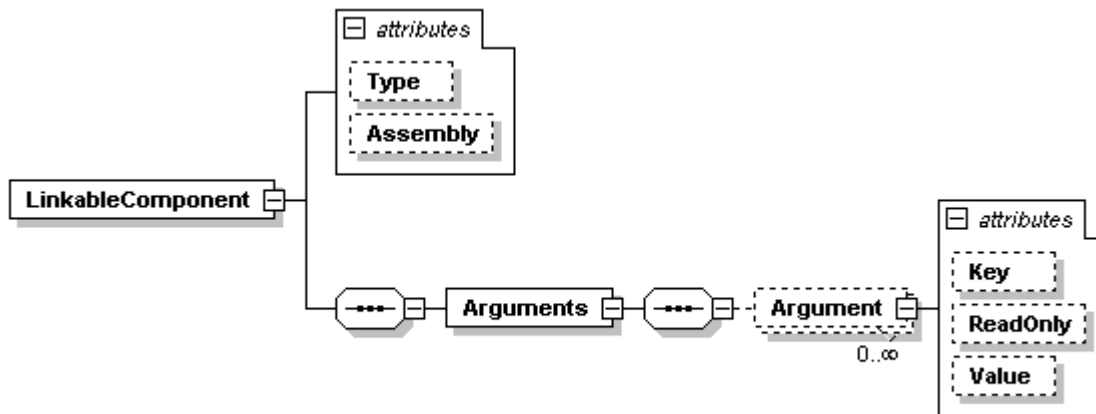 attributes
Type
Assembly
LinkableComponent
Arguments
Argument
0..∞
attributes
Key
ReadOnly
Value